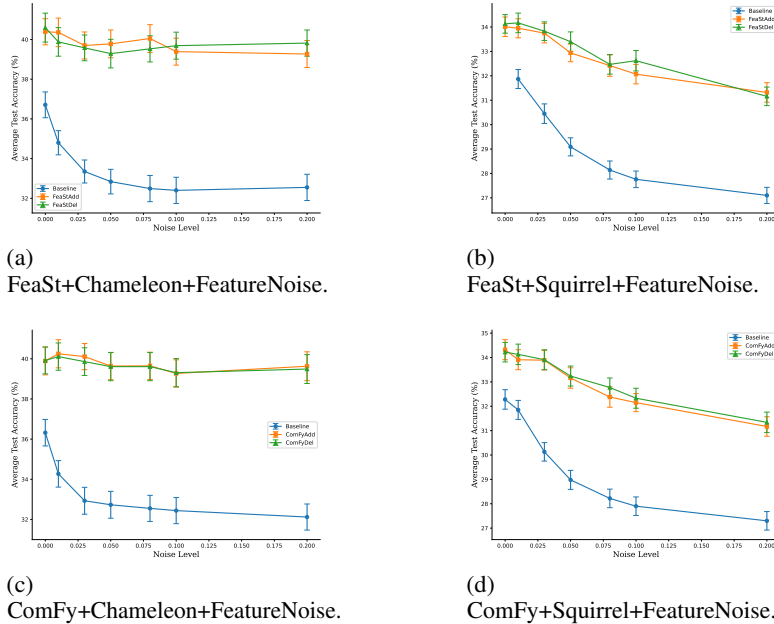 40
38
36
34
32
Average Test Accuracy (%)
Baseline
FeaStAdd
FeaStDel
0.000 0.025 0.050 0.075 0.100 0.125 0.150 0.175 0.200
Noise Level
(a)
FeaSt+Chameleon+FeatureNoise.
34
33
32
31
30
29
28
27
Average Test Accuracy (%)
Baseline
FeaStAdd
FeaStDel
0.000 0.025 0.050 0.075 0.100 0.125 0.150 0.175 0.200
Noise Level
(b)
FeaSt+Squirrel+FeatureNoise.
40
38
36
34
32
Average Test Accuracy (%)
Baseline
ComFyAdd
ComFyDel
0.000 0.025 0.050 0.075 0.100 0.125 0.150 0.175 0.200
Noise Level
(c)
ComFy+Chameleon+FeatureNoise.
35
34
33
32
31
30
29
28
27
Average Test Accuracy (%)
Baseline
ComFyAdd
ComFyDel
0.000 0.025 0.050 0.075 0.100 0.125 0.150 0.175 0.200
Noise Level
(d)
ComFy+Squirrel+FeatureNoise.